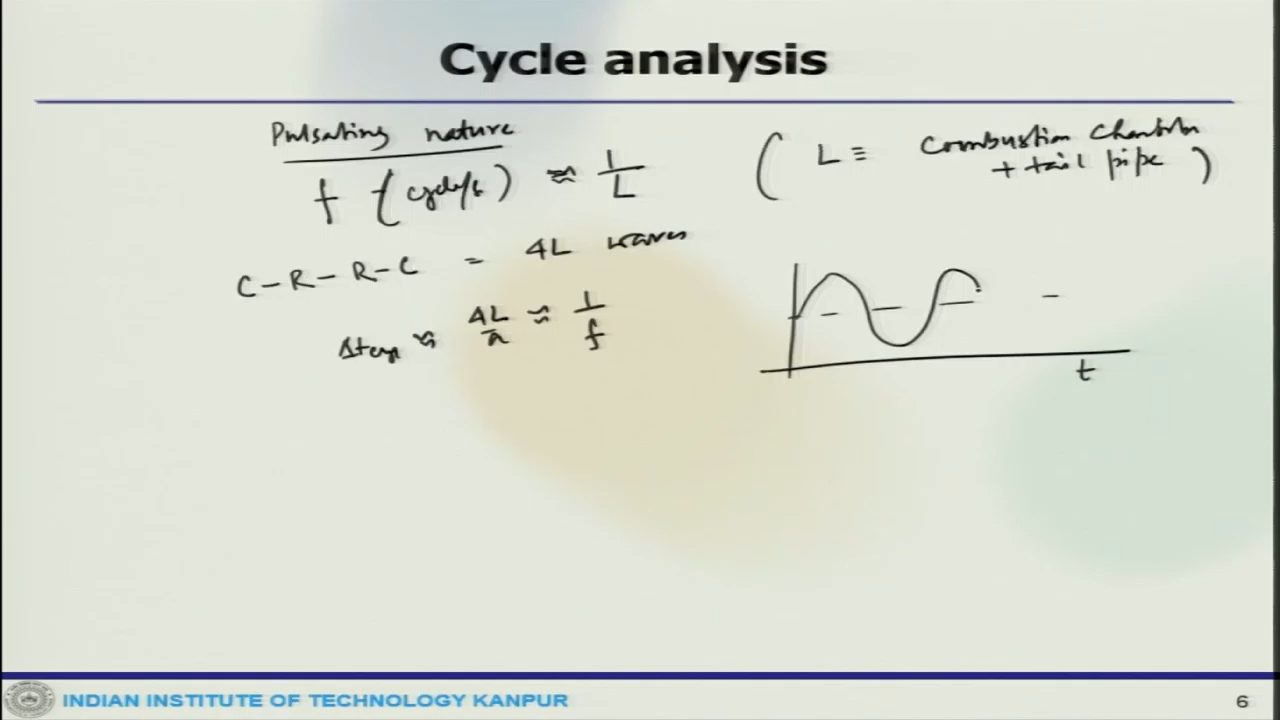 Cycle analysis
Pulsating nature
f (cycle/s) ≈ 1/L
( L ≡ Combustion Chamber + tail pipe )
C-R-R-C = 4L waves
≈ 4L/a ≈ 1/f
t
INDIAN INSTITUTE OF TECHNOLOGY KANPUR
6